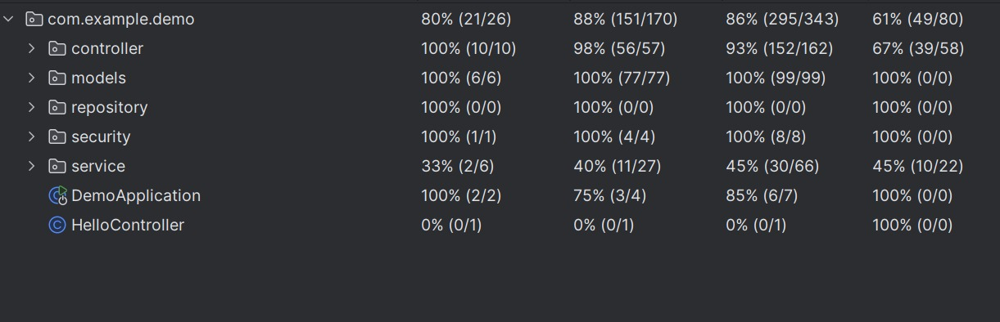 com.example.demo 80% (21/26) 88% (151/170) 86% (295/343) 61% (49/80)
controller 100% (10/10) 98% (56/57) 93% (152/162) 67% (39/58)
models 100% (6/6) 100% (77/77) 100% (99/99) 100% (0/0)
repository 100% (0/0) 100% (0/0) 100% (0/0) 100% (0/0)
security 100% (1/1) 100% (4/4) 100% (8/8) 100% (0/0)
service 33% (2/6) 40% (11/27) 45% (30/66) 45% (10/22)
DemoApplication 100% (2/2) 75% (3/4) 85% (6/7) 100% (0/0)
HelloController 0% (0/1) 0% (0/1) 0% (0/1) 100% (0/0)